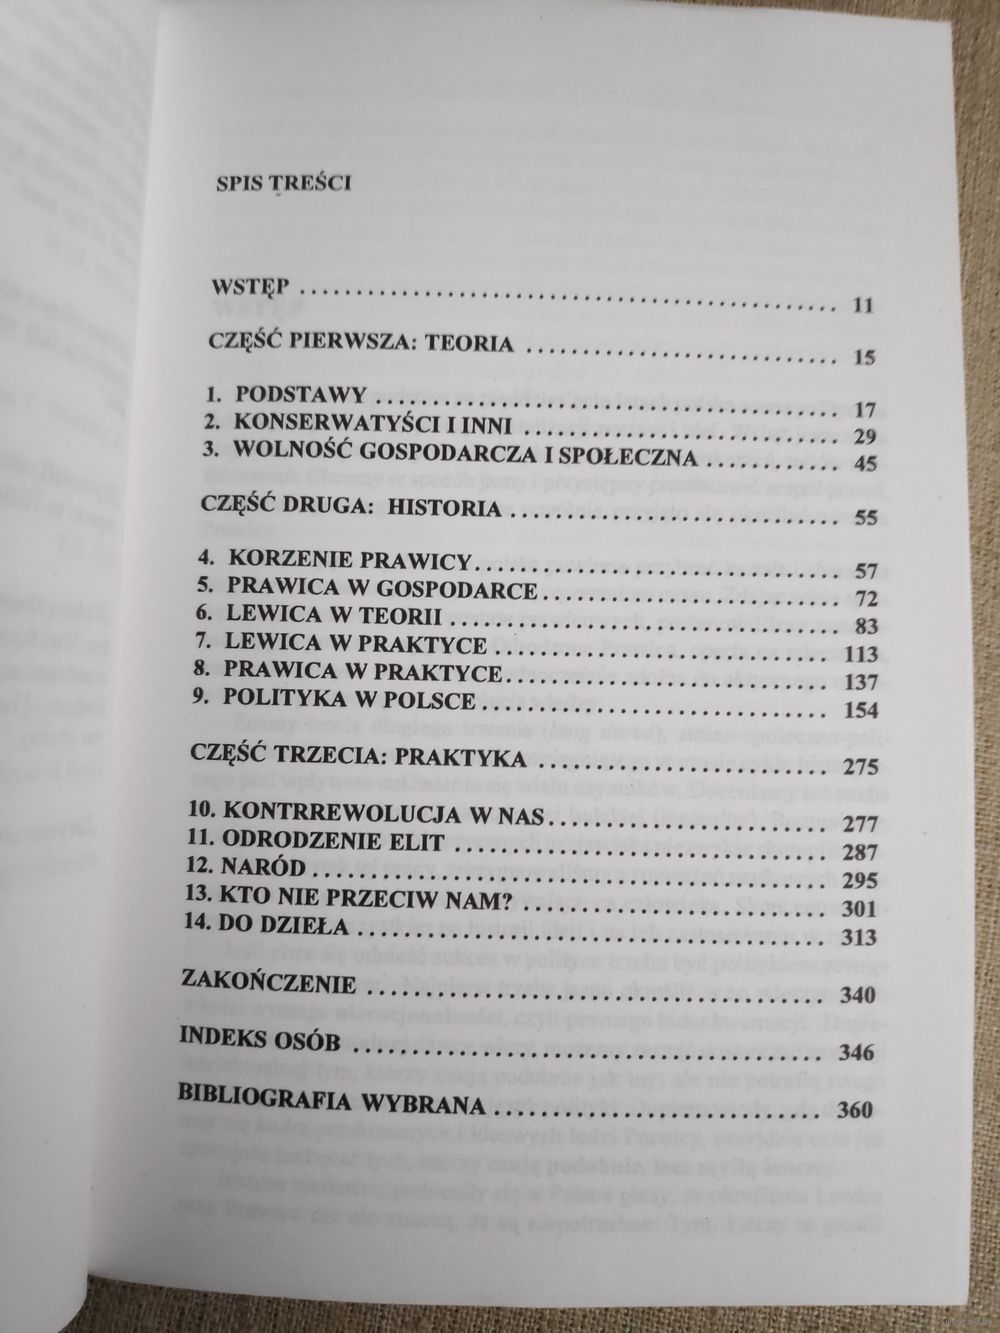 SPIS TREŚCI
WSTĘP 11
CZĘŚĆ PIERWSZA: TEORIA 15
1. PODSTAWY 17
2. KONSERWATYŚCI I INNI 29
3. WOLNOŚĆ GOSPODARCZA I SPOŁECZNA 45
CZĘŚĆ DRUGA: HISTORIA 55
4. KORZENIE PRAWICY 57
5. PRAWICA W GOSPODARCE 72
6. LEWICA W TEORII 83
7. LEWICA W PRAKTYCE 113
8. PRAWICA W PRAKTYCE 137
9. POLITYKA W POLSCE 154
CZĘŚĆ TRZECIA: PRAKTYKA 275
10. KONTRREWOLUCJA W NAS 277
11. ODRODZENIE ELIT 287
12. NARÓD 295
13. KTO NIE PRZECIW NAM? 301
14. DO DZIEŁA 313
ZAKOŃCZENIE 340
INDEKS OSÓB 346
BIBLIOGRAFIA WYBRANA 360